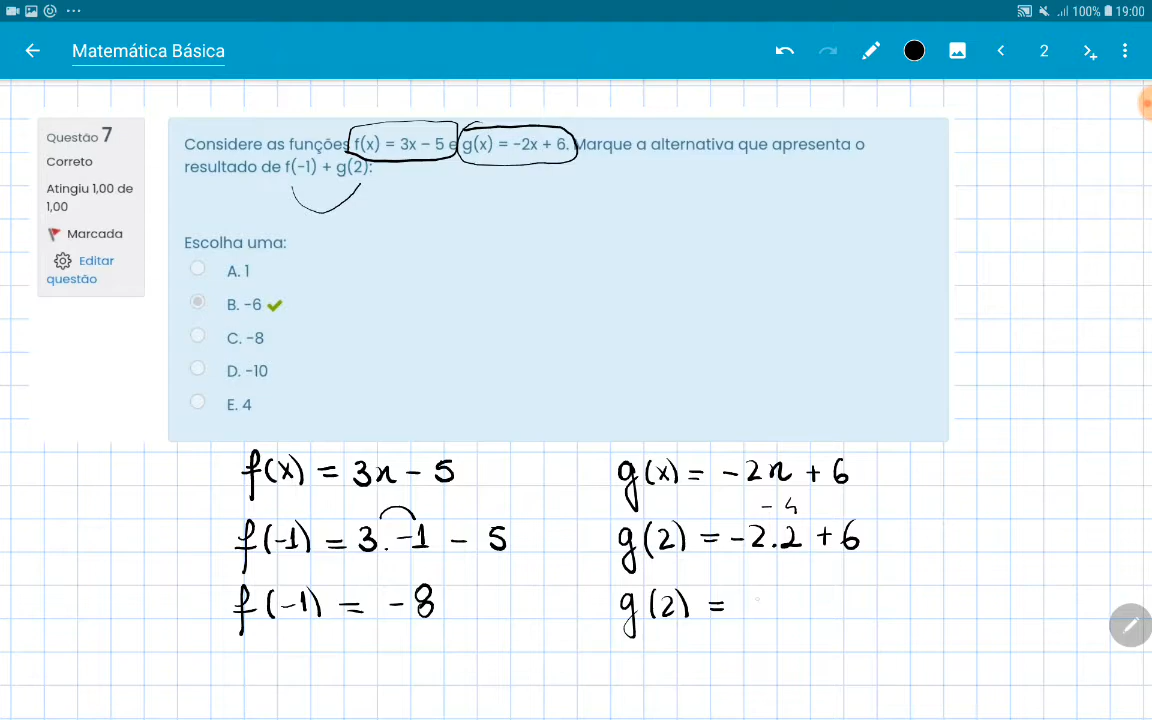 100% 19:00
Matemática Básica
2
Questão 7
Correto
Atingiu 1,00 de
1,00
Marcada
Editar
questão
Considere as funções f(x) = 3x − 5 e g(x) = -2x + 6. Marque a alternativa que apresenta o
resultado de f(-1) + g(2):
Escolha uma:
A. 1
B. -6
C. -8
D. -10
E. 4
f(x) = 3x - 5
f(-1) = 3 . -1 - 5
f(-1) = - 8
g(x) = - 2x + 6
- 4
g(2) = -2.2 + 6
g(2) =